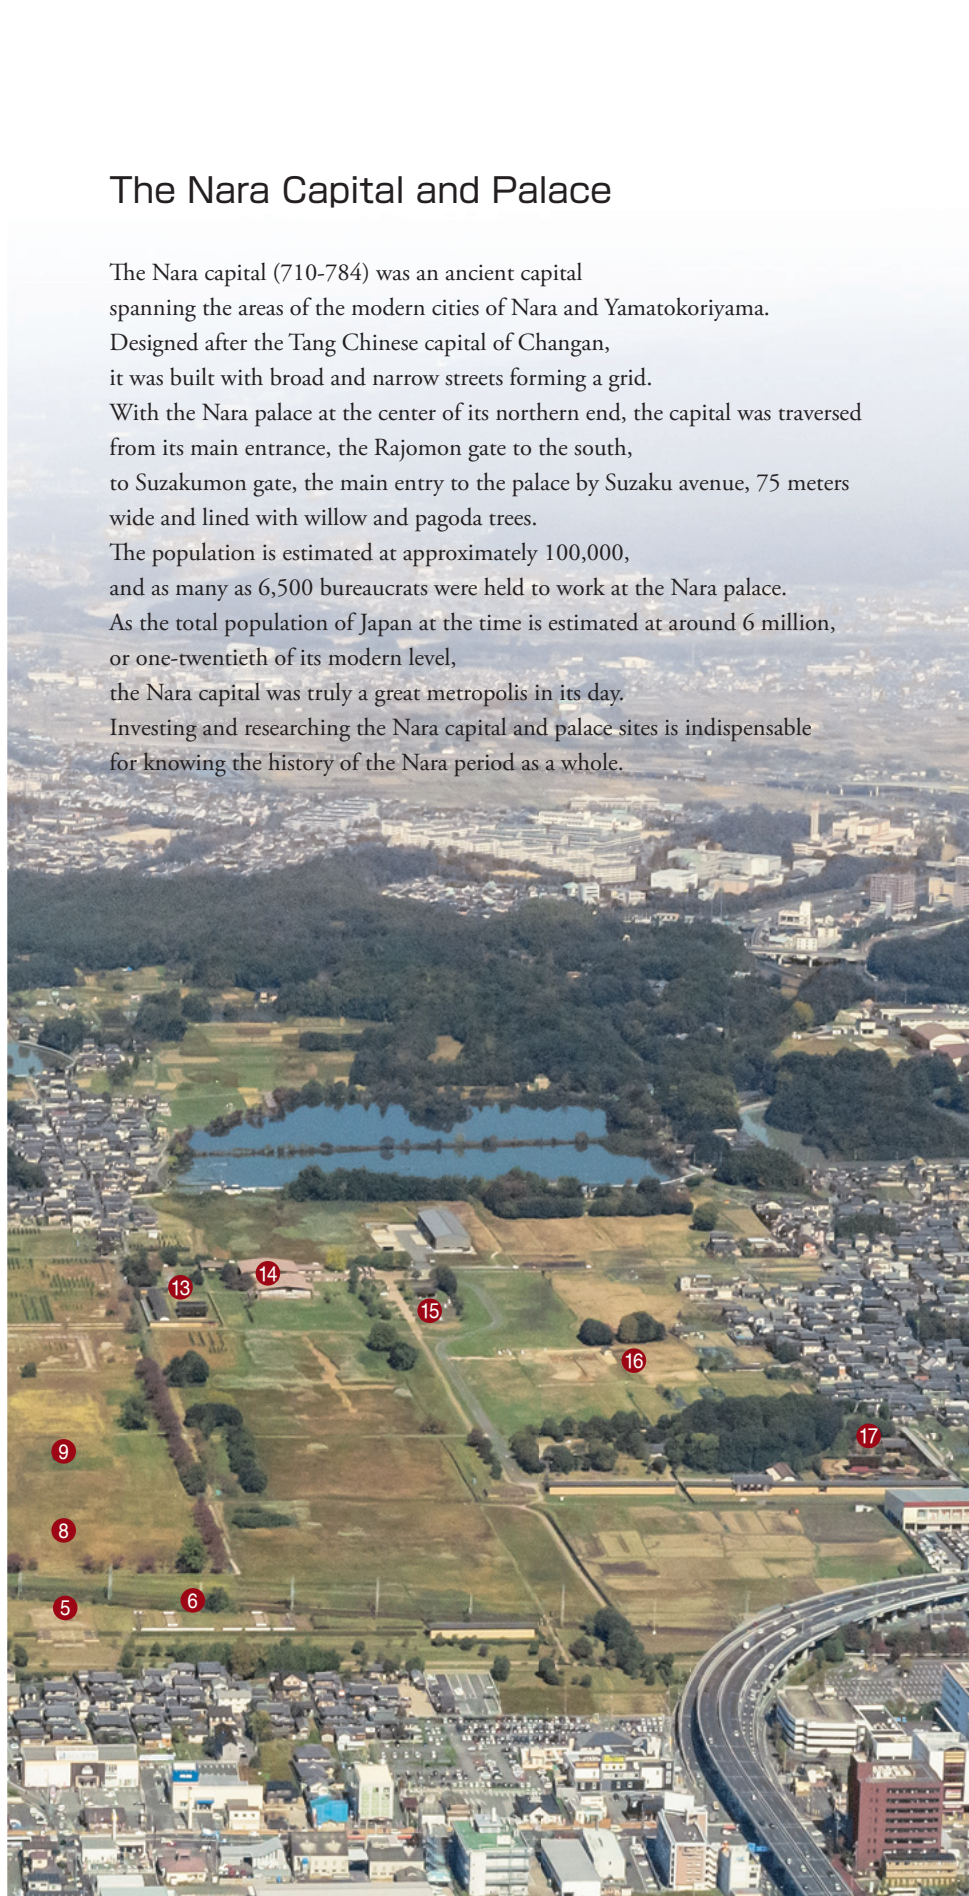 The Nara Capital and Palace
The Nara capital (710-784) was an ancient capital
spanning the areas of the modern cities of Nara and Yamatokoriyama.
Designed after the Tang Chinese capital of Changan,
it was built with broad and narrow streets forming a grid.
With the Nara palace at the center of its northern end, the capital was traversed
from its main entrance, the Rajomon gate to the south,
to Suzakumon gate, the main entry to the palace by Suzaku avenue, 75 meters
wide and lined with willow and pagoda trees.
The population is estimated at approximately 100,000,
and as many as 6,500 bureaucrats were held to work at the Nara palace.
As the total population of Japan at the time is estimated at around 6 million,
or one-twentieth of its modern level,
the Nara capital was truly a great metropolis in its day.
Investing and researching the Nara capital and palace sites is indispensable
for knowing the history of the Nara period as a whole.
14
13
15
16
17
9
8
6
5